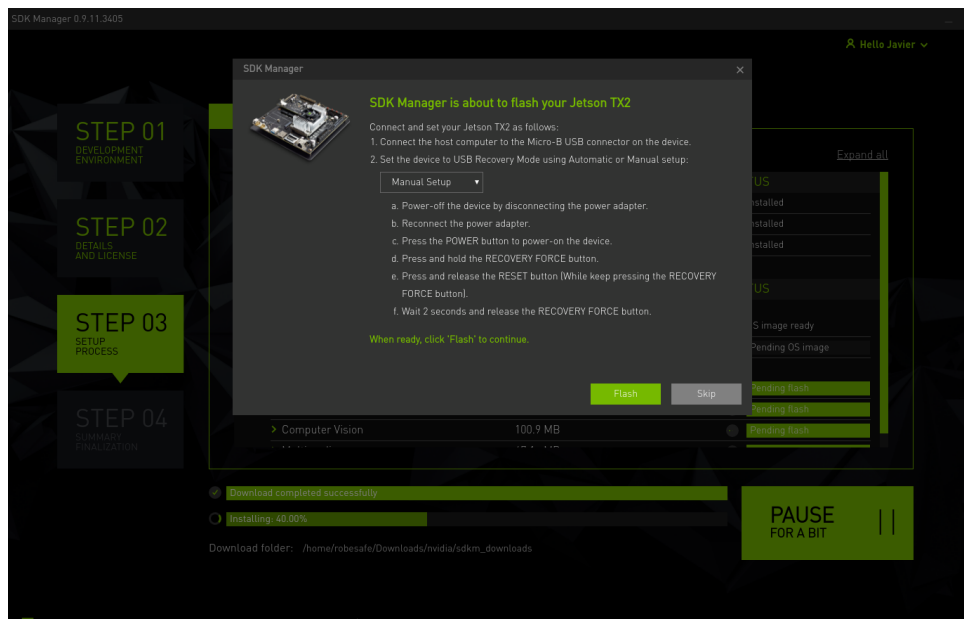 SDK Manager 0.9.11.3405
Hello Javier
SDK Manager
SDK Manager is about to flash your Jetson TX2
Connect and set your Jetson TX2 as follows:
1. Connect the host computer to the Micro-B USB connector on the device.
2. Set the device to USB Recovery Mode using Automatic or Manual setup:
Manual Setup
a. Power-off the device by disconnecting the power adapter.
b. Reconnect the power adapter.
c. Press the POWER button to power-on the device.
d. Press and hold the RECOVERY FORCE button.
e. Press and release the RESET button (While keep pressing the RECOVERY
FORCE button).
f. Wait 2 seconds and release the RECOVERY FORCE button.
When ready, click 'Flash' to continue.
Flash
Skip
STEP 01
DEVELOPMENT
ENVIRONMENT
STEP 02
DETAILS
AND LICENSE
STEP 03
SETUP
PROCESS
STEP 04
SUMMARY
FINALIZATION
Expand all
TUS
nstalled
nstalled
nstalled
TUS
S image ready
Pending OS image
Pending flash
Pending flash
Computer Vision 100.9 MB Pending flash
Download completed successfully
Installing: 40.00%
Download folder: /home/robesafe/Downloads/nvidia/sdkm_downloads
PAUSE
FOR A BIT